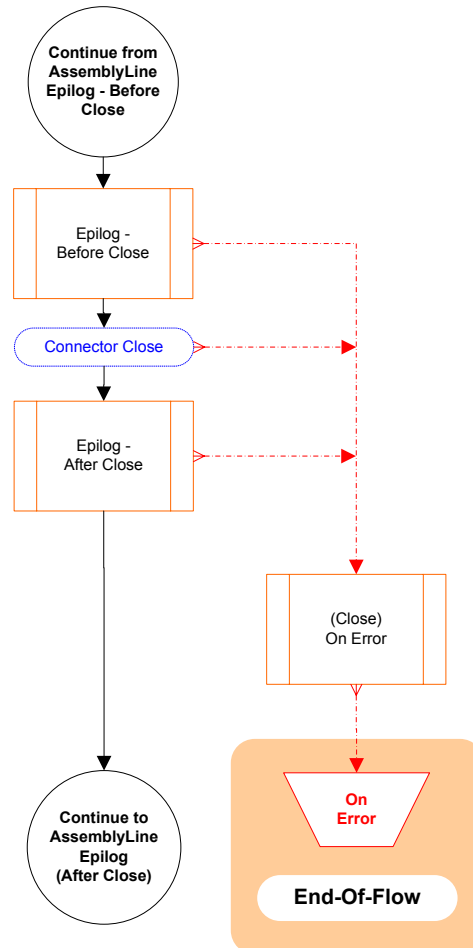 Continue from
AssemblyLine
Epilog - Before
Close
Epilog -
Before Close
Connector Close
Epilog -
After Close
(Close)
On Error
On
Error
Continue to
AssemblyLine
Epilog
(After Close)
End-Of-Flow